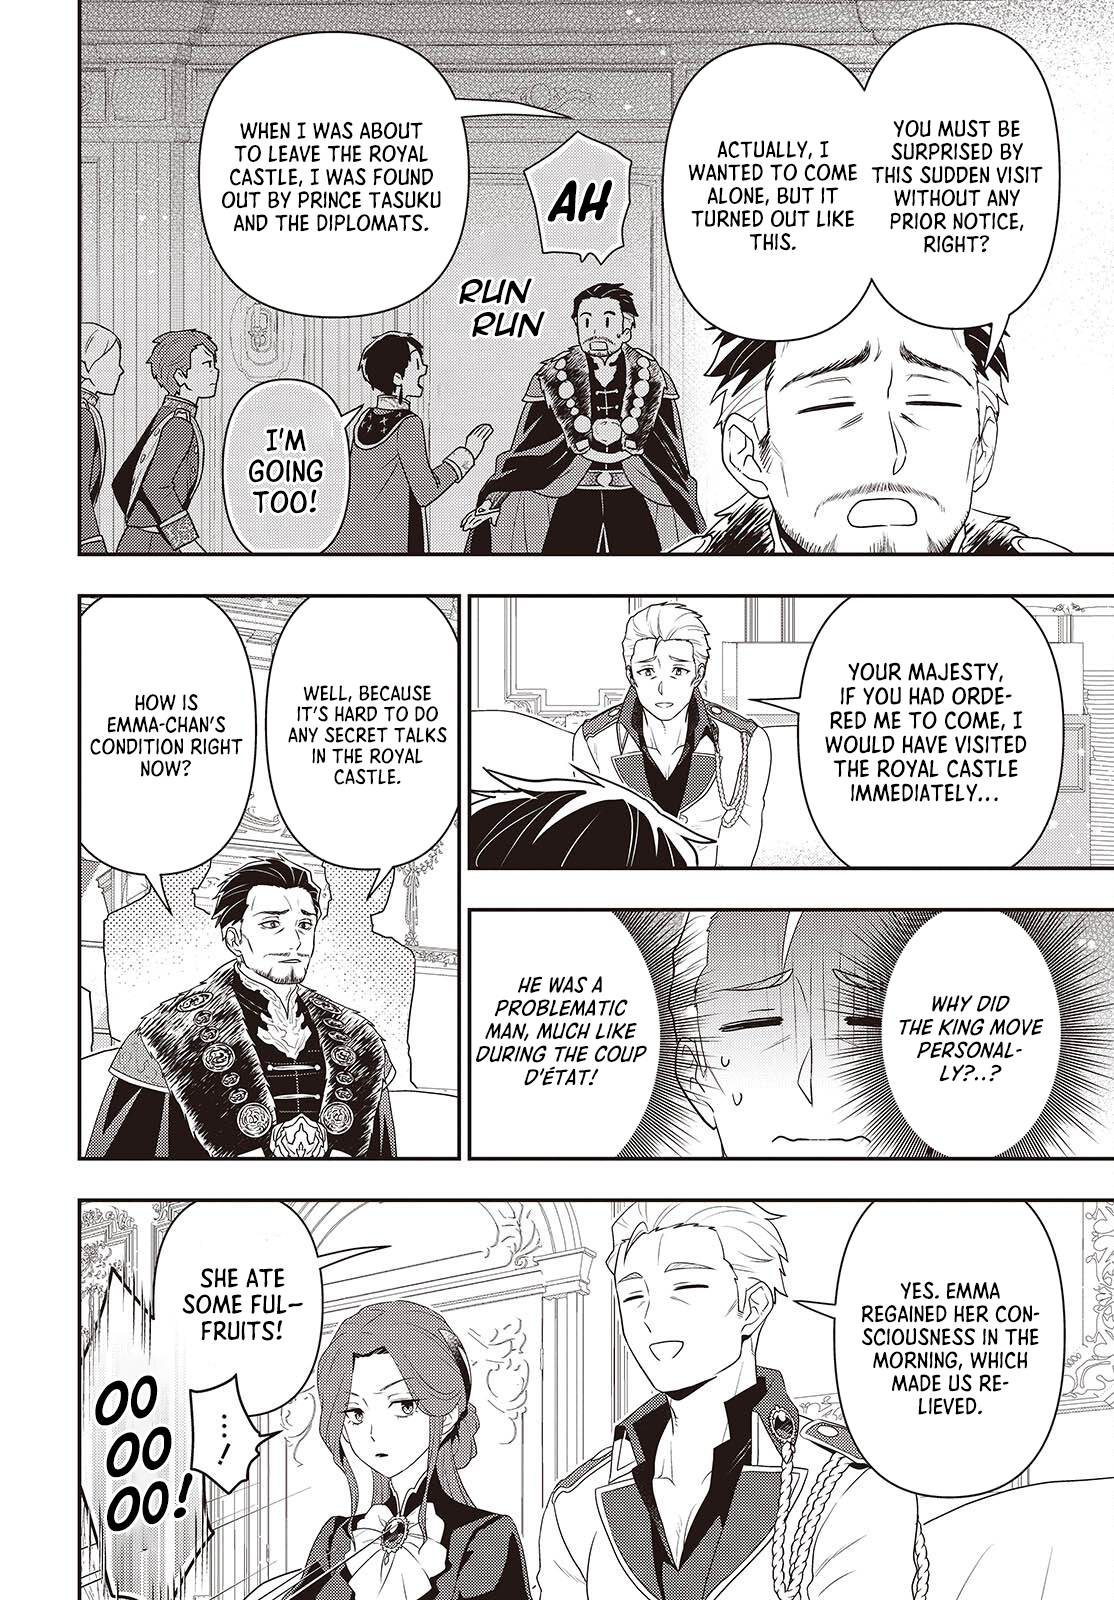 YOU MUST BE
SURPRISED BY
THIS SUDDEN VISIT
WITHOUT ANY
PRIOR NOTICE,
RIGHT?
ACTUALLY, I
WANTED TO COME
ALONE, BUT IT
TURNED OUT LIKE
THIS.
WHEN I WAS ABOUT
TO LEAVE THE ROYAL
CASTLE, I WAS FOUND
OUT BY PRINCE TASUKU
AND THE DIPLOMATS.
AH
RUN
RUN
I'M
GOING
TOO!
YOUR MAJESTY,
IF YOU HAD ORDE-
RED ME TO COME, I
WOULD HAVE VISITED
THE ROYAL CASTLE
IMMEDIATELY...
WHY DID
THE KING MOVE
PERSONAL-
LY?..?
HE WAS A
PROBLEMATIC
MAN, MUCH LIKE
DURING THE COUP
D'ÉTAT!
WELL, BECAUSE
IT'S HARD TO DO
ANY SECRET TALKS
IN THE ROYAL
CASTLE.
HOW IS
EMMA-CHAN'S
CONDITION RIGHT
NOW?
YES. EMMA
REGAINED HER CON-
SCIOUSNESS IN THE
MORNING, WHICH
MADE US RE-
LIEVED.
SHE ATE
SOME FUL-
FRUITS!
...!
OO
OO
OO!